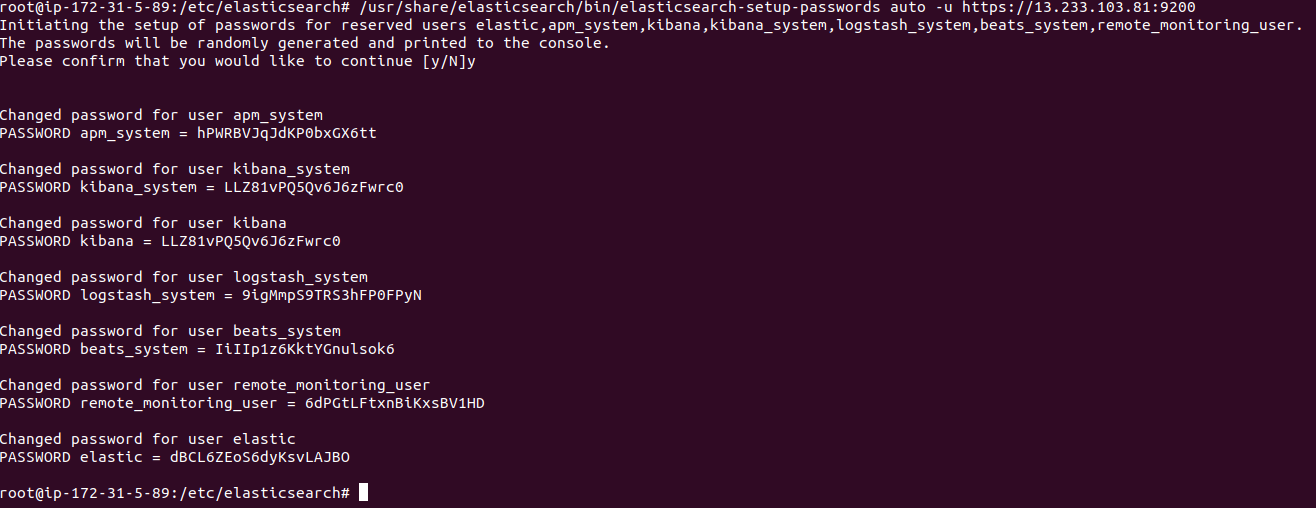 root@ip-172-31-5-89:/etc/elasticsearch# /usr/share/elasticsearch/bin/elasticsearch-setup-passwords auto -u https://13.233.103.81:9200
Initiating the setup of passwords for reserved users elastic,apm_system,kibana,kibana_system,logstash_system,beats_system,remote_monitoring_user.
The passwords will be randomly generated and printed to the console.
Please confirm that you would like to continue [y/N]y
Changed password for user apm_system
PASSWORD apm_system = hPWRBVJqJdKP0bxGX6tt
Changed password for user kibana_system
PASSWORD kibana_system = LLZ81vPQ5Qv6J6zFwrc0
Changed password for user kibana
PASSWORD kibana = LLZ81vPQ5Qv6J6zFwrc0
Changed password for user logstash_system
PASSWORD logstash_system = 9igMmpS9TRS3hFP0FPyN
Changed password for user beats_system
PASSWORD beats_system = IiIIp1z6KktYGnulsok6
Changed password for user remote_monitoring_user
PASSWORD remote_monitoring_user = 6dPGtLFtxnBiKxsBV1HD
Changed password for user elastic
PASSWORD elastic = dBCL6ZEoS6dyKsvLAJBO
root@ip-172-31-5-89:/etc/elasticsearch#